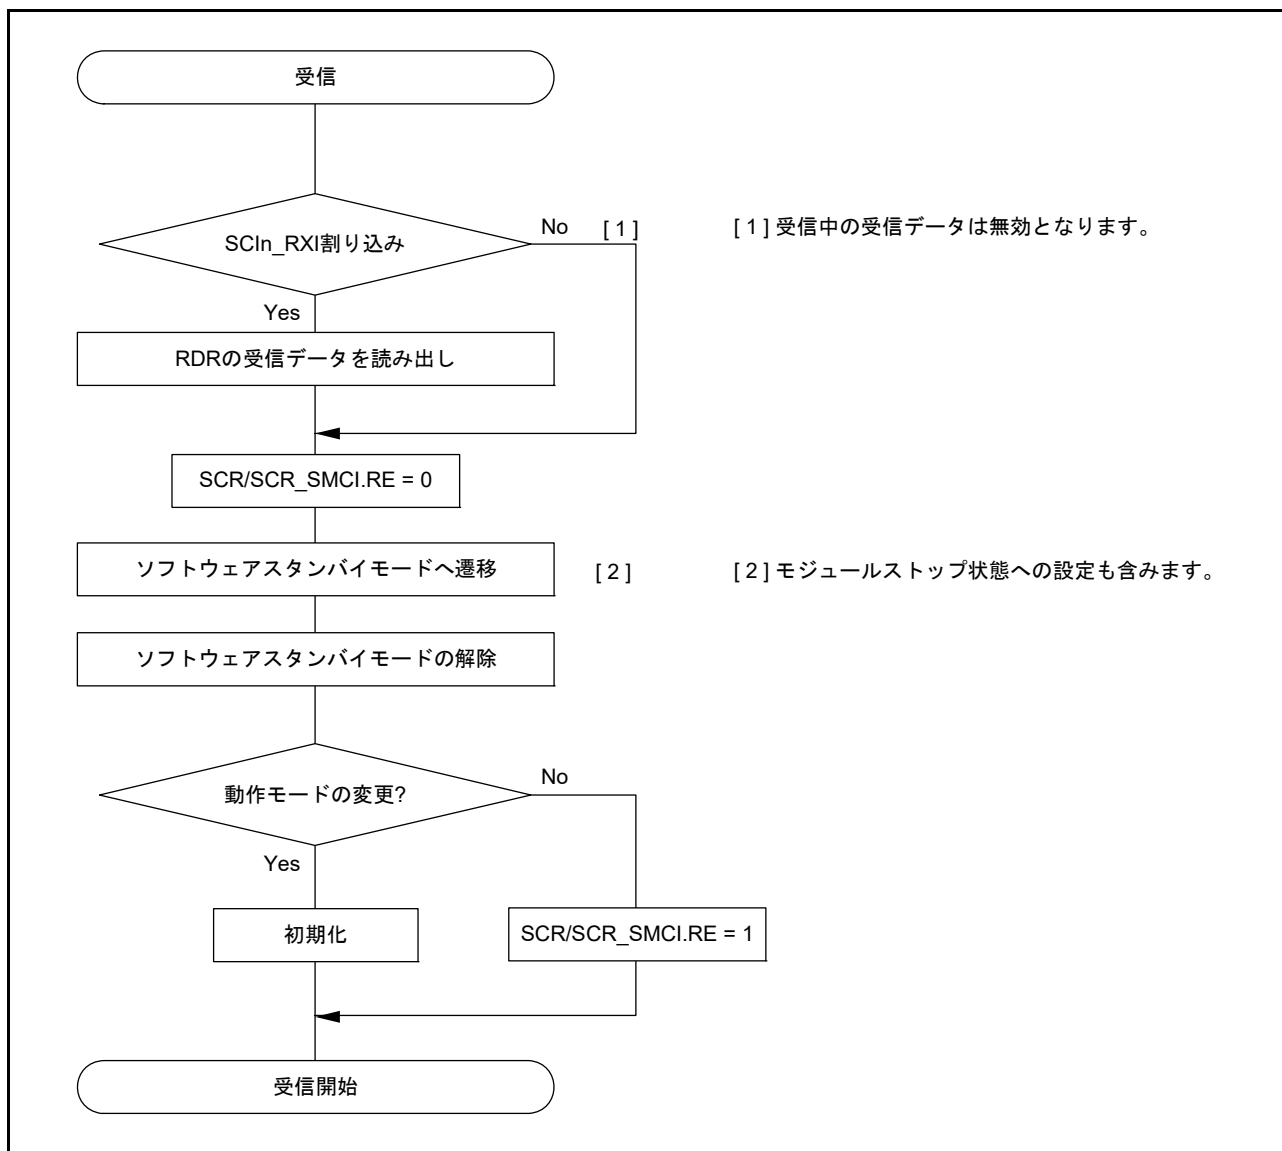 受信
SCIn_RXI割り込み
No
[ 1 ]
[ 1 ] 受信中の受信データは無効となります。
Yes
RDRの受信データを読み出し
SCR/SCR_SMCI.RE = 0
ソフトウェアスタンバイモードへ遷移
[ 2 ]
[ 2 ] モジュールストップ状態への設定も含みます。
ソフトウェアスタンバイモードの解除
動作モードの変更?
No
Yes
初期化
SCR/SCR_SMCI.RE = 1
受信開始